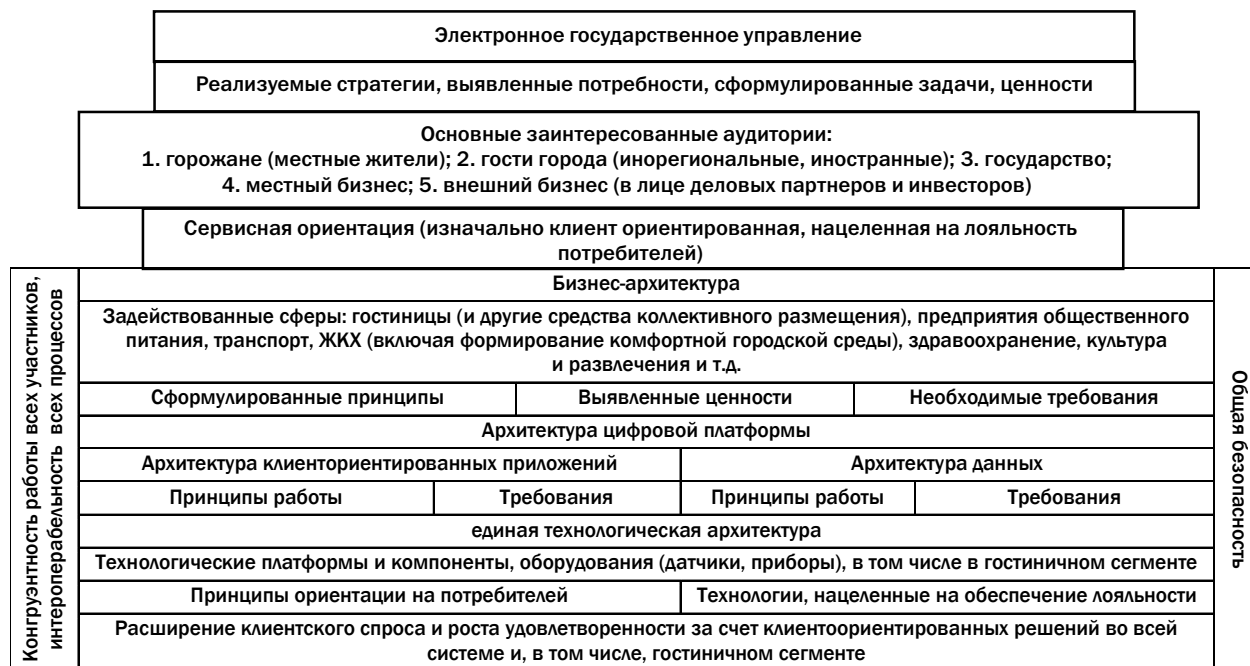 Электронное государственное управление
Реализуемые стратегии, выявленные потребности, сформулированные задачи, ценности
Основные заинтересованные аудитории:
1. горожане (местные жители); 2. гости города (инорегиональные, иностранные); 3. государство;
4. местный бизнес; 5. внешний бизнес (в лице деловых партнеров и инвесторов)
Сервисная ориентация (изначально клиент ориентированная, нацеленная на лояльность
потребителей)
Конгруэнтность работы всех участников,
интероперабельность всех процессов
Бизнес-архитектура
Задействованные сферы: гостиницы (и другие средства коллективного размещения), предприятия общественного
питания, транспорт, ЖКХ (включая формирование комфортной городской среды), здравоохранение, культура
и развлечения и т.д.
Сформулированные принципы
Выявленные ценности
Необходимые требования
Архитектура цифровой платформы
Архитектура клиенториентированных приложений
Архитектура данных
Принципы работы
Требования
Принципы работы
Требования
единая технологическая архитектура
Технологические платформы и компоненты, оборудования (датчики, приборы), в том числе в гостиничном сегменте
Принципы ориентации на потребителей
Технологии, нацеленные на обеспечение лояльности
Расширение клиентского спроса и роста удовлетворенности за счет клиентоориентированных решений во всей
системе и, в том числе, гостиничном сегменте
Общая безопасность